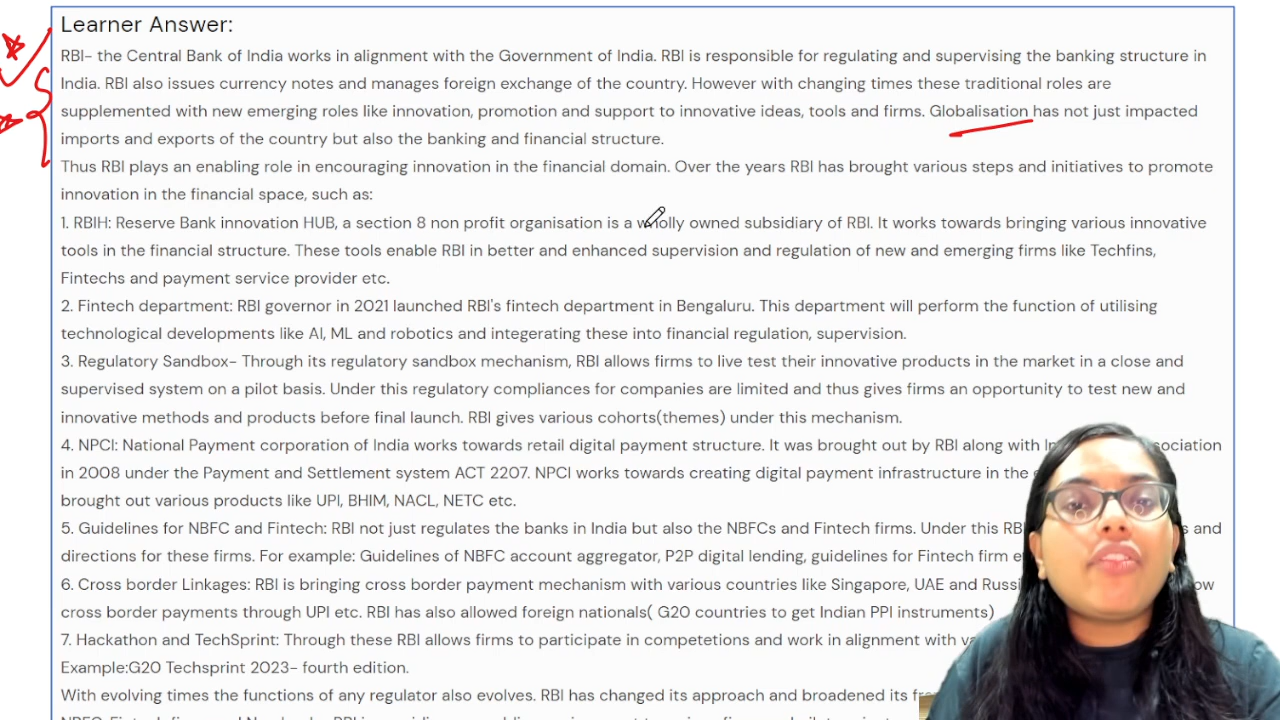 Learner Answer:
RBI- the Central Bank of India works in alignment with the Government of India. RBI is responsible for regulating and supervising the banking structure in
India. RBI also issues currency notes and manages foreign exchange of the country. However with changing times these traditional roles are
supplemented with new emerging roles like innovation, promotion and support to innovative ideas, tools and firms. Globalisation has not just impacted
imports and exports of the country but also the banking and financial structure.
Thus RBI plays an enabling role in encouraging innovation in the financial domain. Over the years RBI has brought various steps and initiatives to promote
innovation in the financial space, such as:
1. RBIH: Reserve Bank innovation HUB, a section 8 non profit organisation is a wholly owned subsidiary of RBI. It works towards bringing various innovative
tools in the financial structure. These tools enable RBI in better and enhanced supervision and regulation of new and emerging firms like Techfins,
Fintechs and payment service provider etc.
2. Fintech department: RBI governor in 2021 launched RBI's fintech department in Bengaluru. This department will perform the function of utilising
technological developments like AI, ML and robotics and integerating these into financial regulation, supervision.
3. Regulatory Sandbox- Through its regulatory sandbox mechanism, RBI allows firms to live test their innovative products in the market in a close and
supervised system on a pilot basis. Under this regulatory compliances for companies are limited and thus gives firms an opportunity to test new and
innovative methods and products before final launch. RBI gives various cohorts(themes) under this mechanism.
4. NPCI: National Payment corporation of India works towards retail digital payment structure. It was brought out by RBI along with
in 2008 under the Payment and Settlement system ACT 2207. NPCI works towards creating digital payment infrastructure in the
brought out various products like UPI, BHIM, NACL, NETC etc.
5. Guidelines for NBFC and Fintech: RBI not just regulates the banks in India but also the NBFCs and Fintech firms. Under this RBI and
directions for these firms. For example: Guidelines of NBFC account aggregator, P2P digital lending, guidelines for Fintech firm
6. Cross border Linkages: RBI is bringing cross border payment mechanism with various countries like Singapore, UAE and
cross border payments through UPI etc. RBI has also allowed foreign nationals( G20 countries to get Indian PPI instruments)
7. Hackathon and TechSprint: Through these RBI allows firms to participate in competetions and work in alignment with
Example:G20 Techsprint 2023- fourth edition.
With evolving times the functions of any regulator also evolves. RBI has changed its approach and broadened its